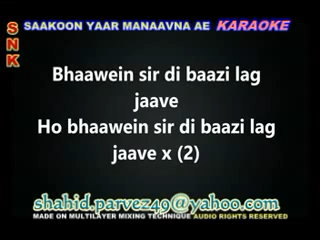 SAAKOON YAAR MANAAVNA AE KARAOKE
SNK
Bhaawein sir di baazi lag
jaave
Ho bhaawein sir di baazi lag
jaave x (2)
shahid.parvez49@yahoo.com
MADE ON MULTILAYER MIXING TECHNIQUE AUDIO RIGHTS RESERVED